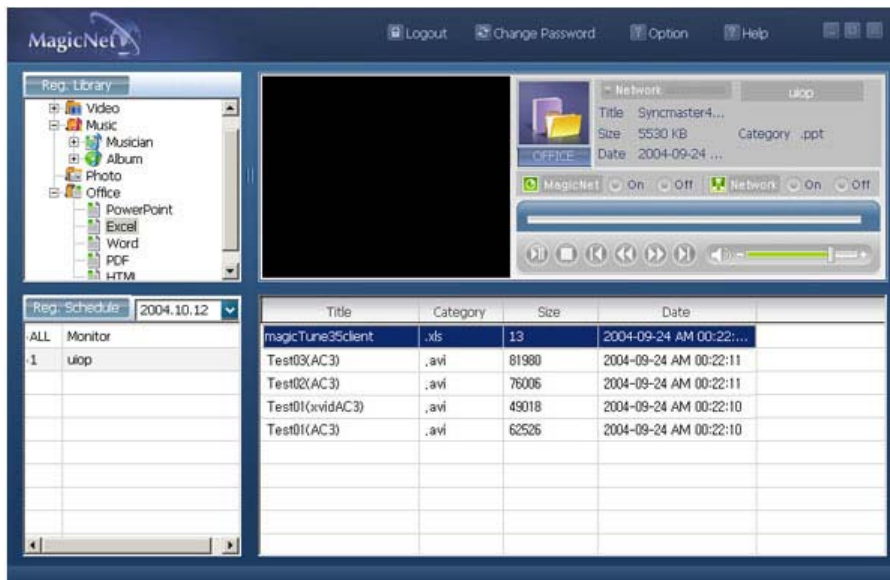 MagicNet
Logout Change Password Option Help
Reg. Library
Video
Music
Musician
Album
Photo
Office
PowerPoint
Excel
Word
PDF
HTML
OFFICE
Network uiop
Title Syncmaster4...
Size 5530 KB Category .ppt
Date 2004-09-24 ...
MagicNet On Off Network On Off
Reg. Schedule 2004.10.12
ALL Monitor
1 uiop
Title Category Size Date
magicTune35client .xls 13 2004-09-24 AM 00:22:...
Test03(AC3) .avi 81980 2004-09-24 AM 00:22:11
Test02(AC3) .avi 76006 2004-09-24 AM 00:22:11
Test01(xvidAC3) .avi 49018 2004-09-24 AM 00:22:10
Test01(AC3) .avi 62526 2004-09-24 AM 00:22:10